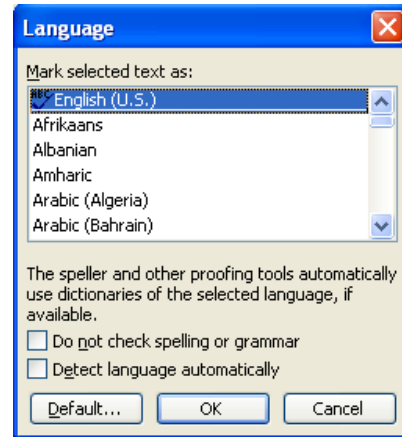 Language
Mark selected text as:
ABC English (U.S.)
Afrikaans
Albanian
Amharic
Arabic (Algeria)
Arabic (Bahrain)
The speller and other proofing tools automatically
use dictionaries of the selected language, if
available.
Do not check spelling or grammar
Detect language automatically
Default... OK Cancel